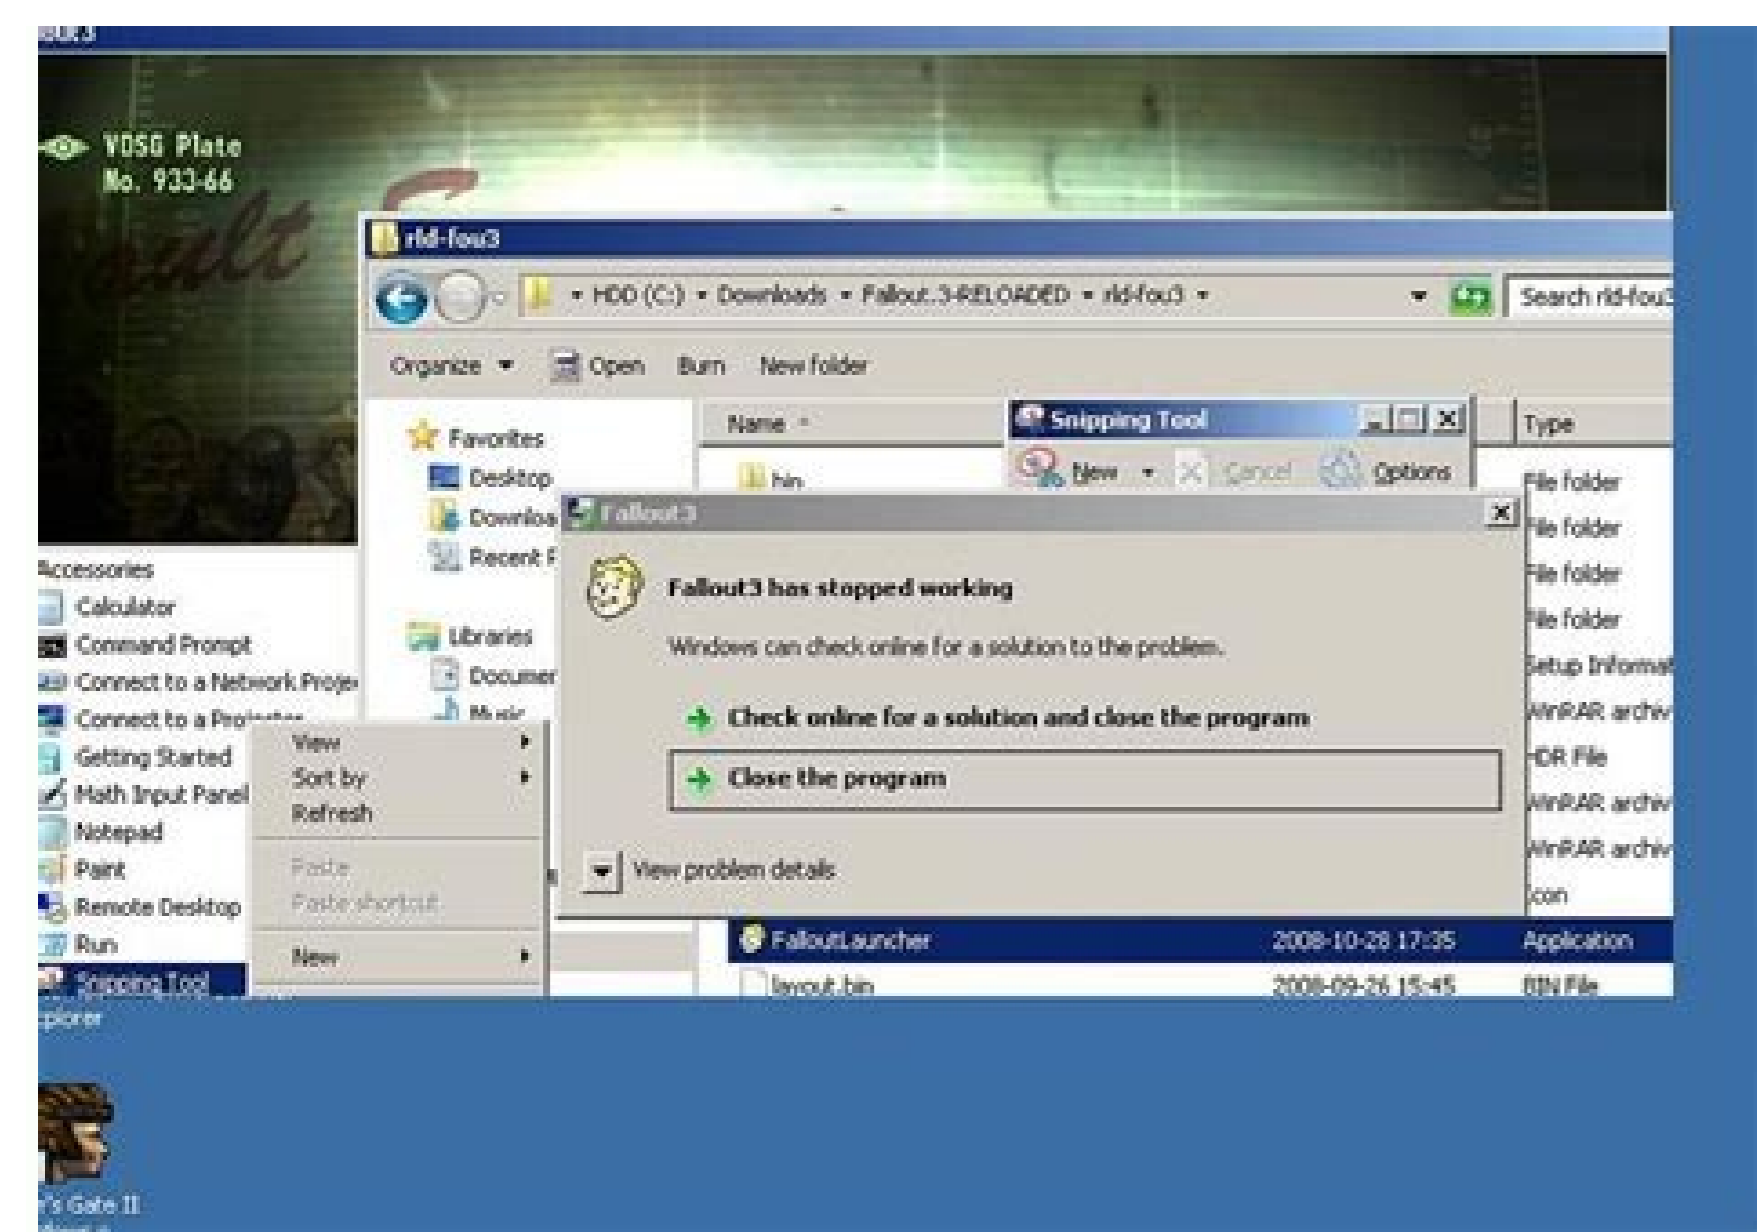 VDSG Plate
No. 933-66
rld-fou3
HDD (C:) Downloads Fallout.3-RELOADED rld-fou3
Search rld-fou3
Organize Open Burn New folder
Name
Type
Snipping Tool
New Cancel Options
Favorites
Desktop
Downloa
Recent P
Libraries
Documen
Music
bin
File folder
File folder
File folder
File folder
Setup Informat
WinRAR archiv
HDR File
WinRAR archiv
WinRAR archiv
Icon
Fallout3
Fallout3 has stopped working
Windows can check online for a solution to the problem.
Check online for a solution and close the program
Close the program
View problem details
FalloutLauncher 2008-10-28 17:35 Application
layout.bin 2008-09-26 15:45 BIN File
Accessories
Calculator
Command Prompt
Connect to a Network Projec
Connect to a Projector
Getting Started
Math Input Panel
Notepad
Paint
Remote Desktop
Run
Snipping Tool
View
Sort by
Refresh
Paste
Paste shortcut
New
plorer
r's Gate II